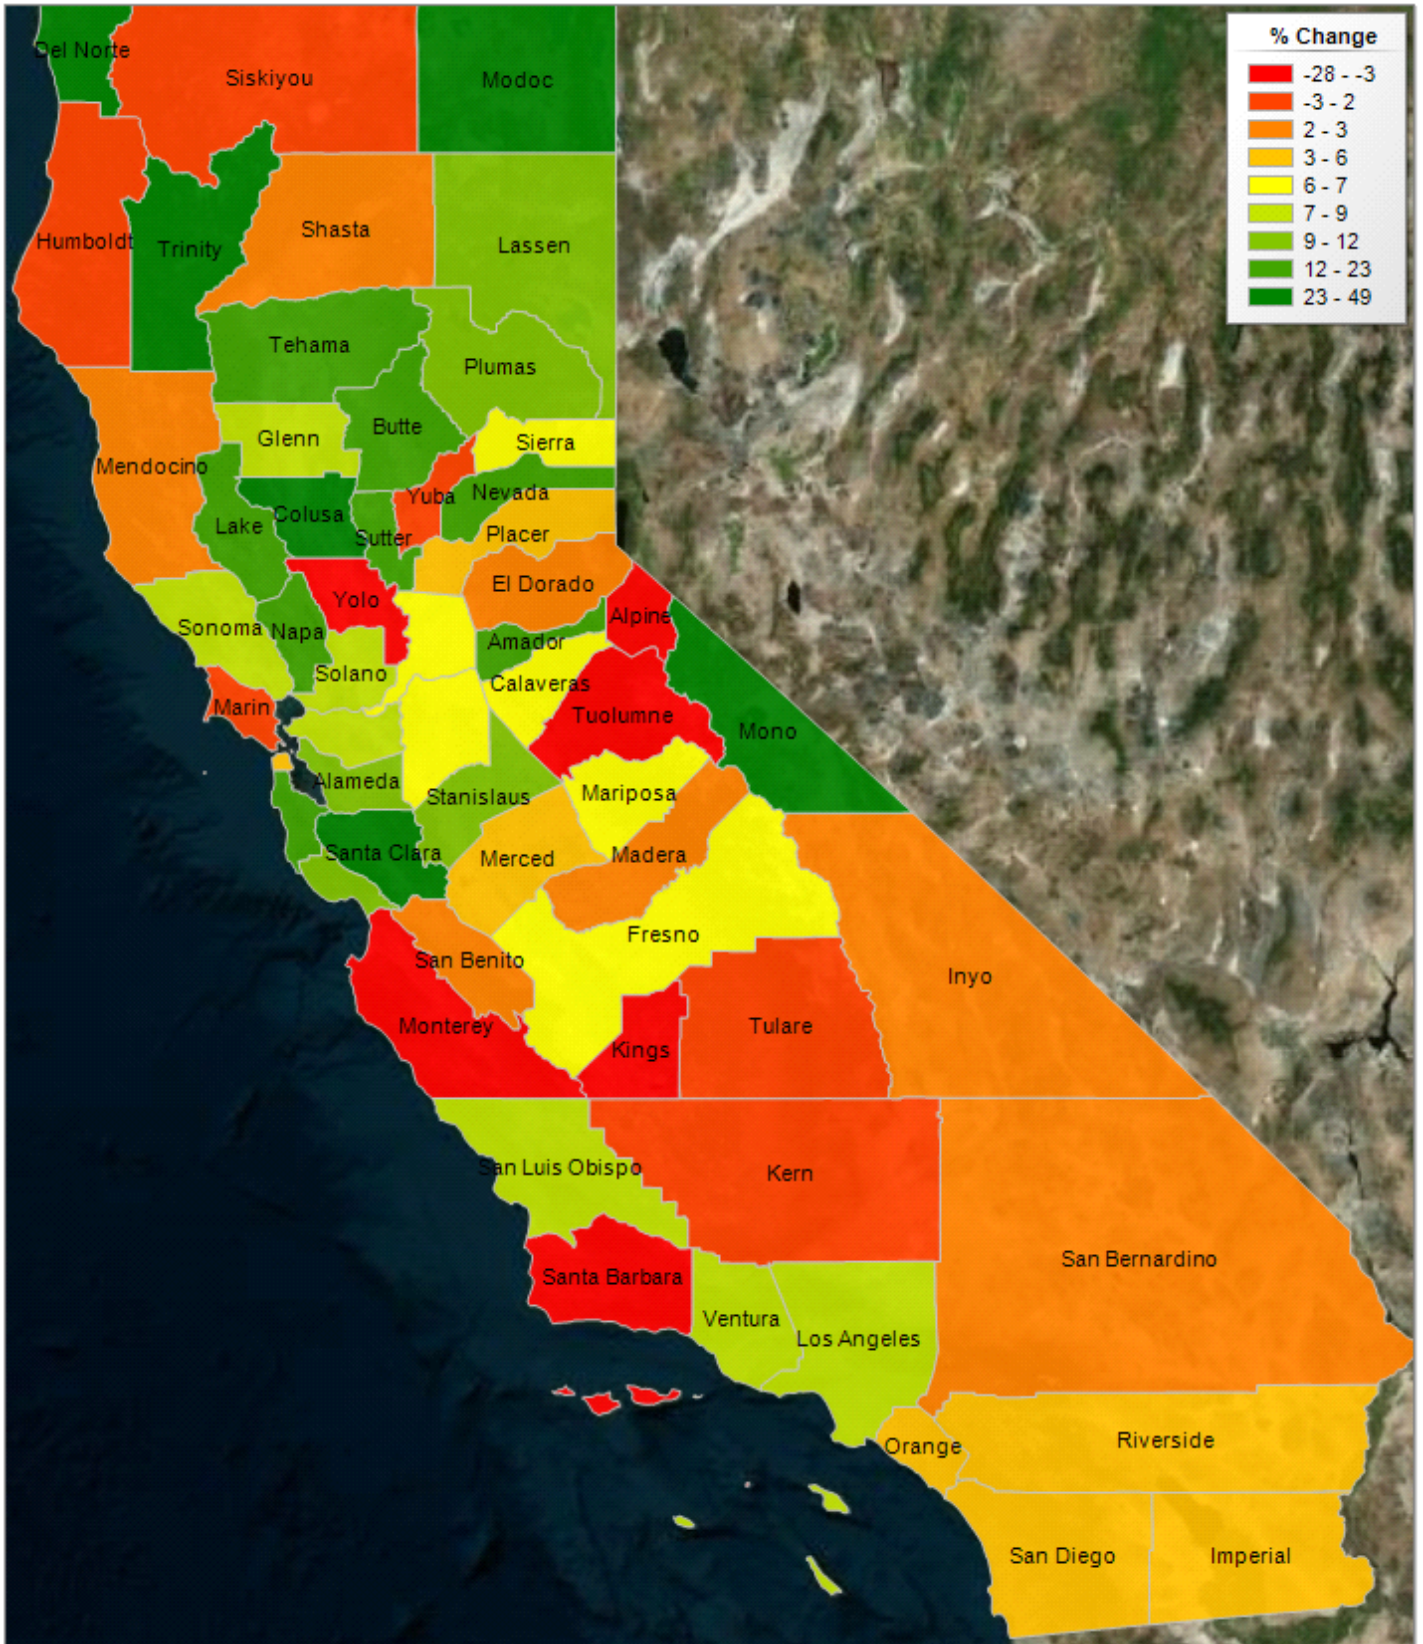 % Change
-28 - -3
-3 - 2
2 - 3
3 - 6
6 - 7
7 - 9
9 - 12
12 - 23
23 - 49
Del Norte
Siskiyou
Modoc
Humboldt
Trinity
Shasta
Lassen
Tehama
Plumas
Mendocino
Glenn
Butte
Sierra
Lake
Colusa
Sutter
Yuba
Nevada
Placer
El Dorado
Yolo
Sonoma
Napa
Solano
Amador
Alpine
Calaveras
Marin
Tuolumne
Mono
Alameda
Stanislaus
Mariposa
Santa Clara
Merced
Madera
Fresno
San Benito
Inyo
Monterey
Kings
Tulare
San Luis Obispo
Kern
San Bernardino
Santa Barbara
Ventura
Los Angeles
Orange
Riverside
San Diego
Imperial